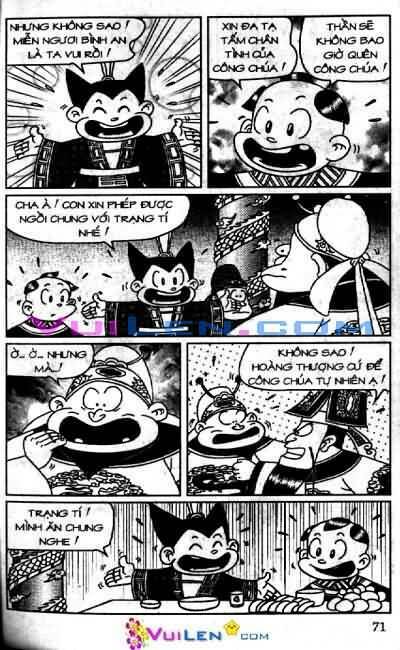 NHƯNG KHÔNG SAO!
MIỄN NGƯƠI BÌNH AN
LÀ TA VUI RỒI!
XIN ĐA TẠ
TẤM CHÂN
TÌNH CỦA
CÔNG CHÚA!
THẦN SẼ
KHÔNG BAO
GIỜ QUÊN
CÔNG CHÚA!
CHA À! CON XIN PHÉP ĐƯỢC
NGỒI CHUNG VỚI TRẠNG TÍ
NHÉ!
VUILEN.COM
Ờ... Ờ... NHƯNG
MÀ...!
KHÔNG SAO!
HOÀNG THƯỢNG CỨ ĐỂ
CÔNG CHÚA TỰ NHIÊN Ạ!
TRẠNG TÍ!
MÌNH ĂN CHUNG
NGHE!
71
VUILEN.COM